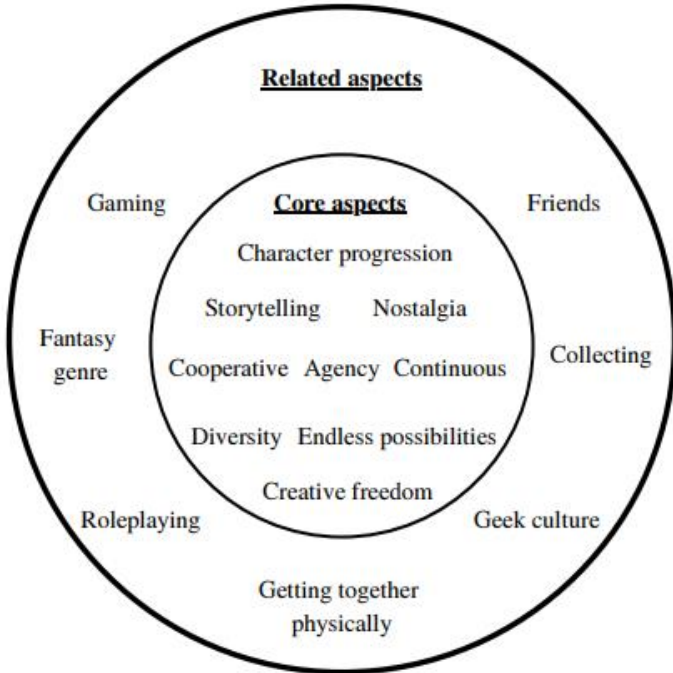 Related aspects
Gaming
Core aspects
Friends
Character progression
Storytelling Nostalgia
Fantasy
genre
Cooperative Agency Continuous
Collecting
Diversity Endless possibilities
Creative freedom
Roleplaying
Geek culture
Getting together
physically